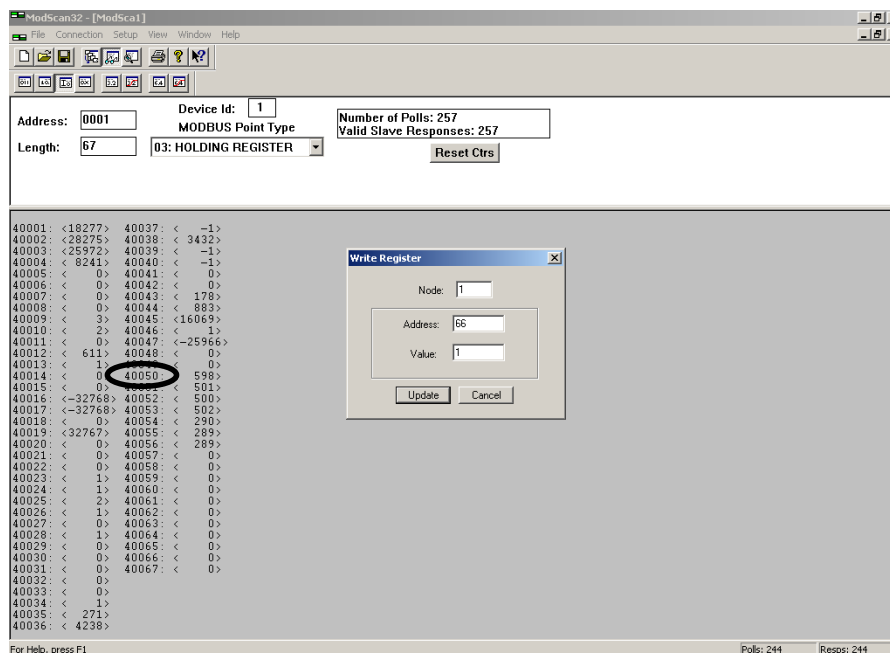 ModScan32 - [ModSca1]
File Connection Setup View Window Help
Address: 0001
Device Id: 1
MODBUS Point Type
Length: 67
03: HOLDING REGISTER
Number of Polls: 257
Valid Slave Responses: 257
Reset Ctrs
40001: <18277> 40037: < -1>
40002: <28275> 40038: < 3432>
40003: <25972> 40039: < -1>
40004: < 8241> 40040: < -1>
40005: < 0> 40041: < 0>
40006: < 0> 40042: < 0>
40007: < 0> 40043: < 178>
40008: < 0> 40044: < 883>
40009: < 3> 40045: <16069>
40010: < 2> 40046: < 1>
40011: < 0> 40047: <-25966>
40012: < 611> 40048: < 0>
40013: < 1> < 0>
40014: < 0 40050: 598>
40015: < 0> < 501>
40016: <-32768> 40052: < 500>
40017: <-32768> 40053: < 502>
40018: < 0> 40054: < 290>
40019: <32767> 40055: < 289>
40020: < 0> 40056: < 289>
40021: < 0> 40057: < 0>
40022: < 0> 40058: < 0>
40023: < 1> 40059: < 0>
40024: < 1> 40060: < 0>
40025: < 2> 40061: < 0>
40026: < 1> 40062: < 0>
40027: < 0> 40063: < 0>
40028: < 1> 40064: < 0>
40029: < 0> 40065: < 0>
40030: < 0> 40066: < 0>
40031: < 0> 40067: < 0>
40032: < 0>
40033: < 0>
40034: < 1>
40035: < 271>
40036: < 4238>
Write Register
Node: 1
Address: 66
Value: 1
Update Cancel
For Help, press F1
Polls: 244 Resps: 244